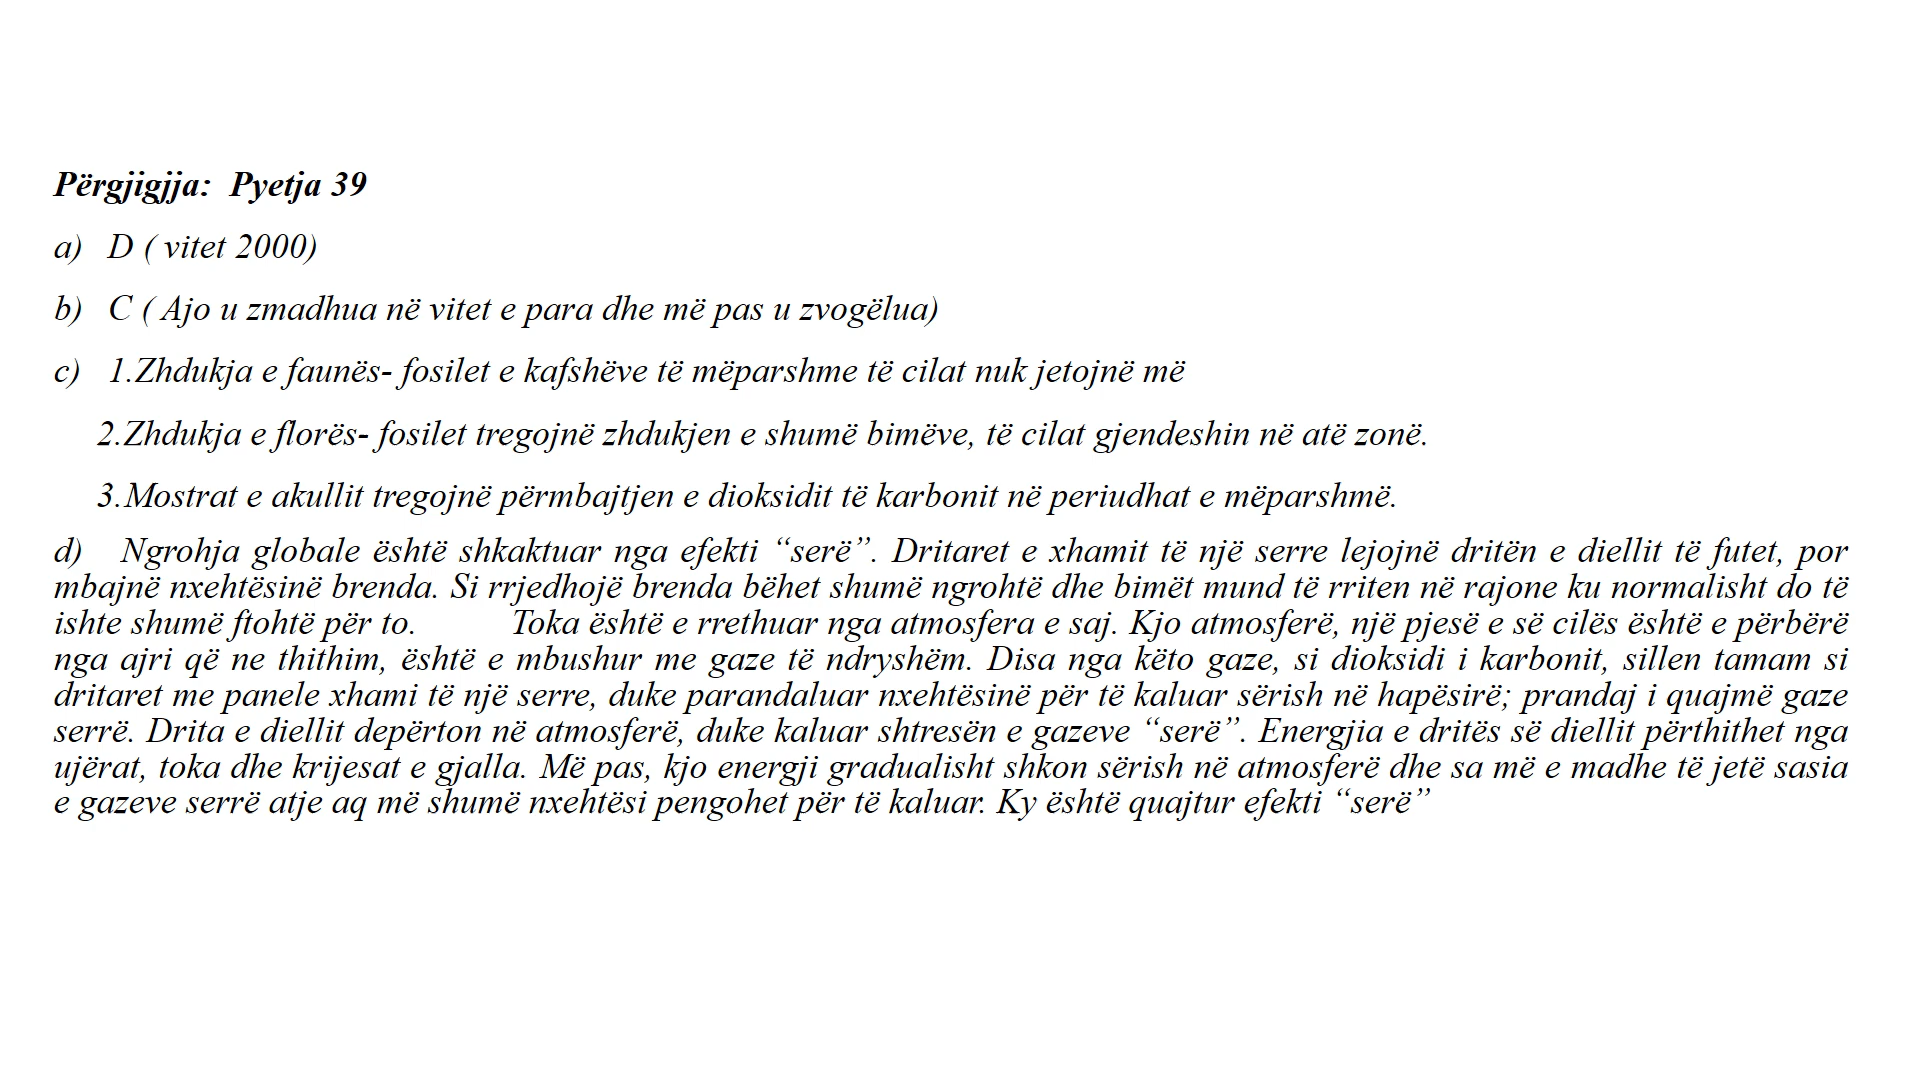 Përgjigjja:  Pyetja 39
a)   D ( vitet 2000)
b)   C ( Ajo u zmadhua në vitet e para dhe më pas u zvogëlua)
c)   1.Zhdukja e faunës- fosilet e kafshëve të mëparshme të cilat nuk jetojnë më
2.Zhdukja e florës- fosilet tregojnë zhdukjen e shumë bimëve, të cilat gjendeshin në atë zonë.
3.Mostrat e akullit tregojnë përmbajtjen e dioksidit të karbonit në periudhat e mëparshmë.
d)   Ngrohja globale është shkaktuar nga efekti “serë”. Dritaret e xhamit të një serre lejojnë dritën e diellit të futet, por
mbajnë nxehtësinë brenda. Si rrjedhojë brenda bëhet shumë ngrohtë dhe bimët mund të rriten në rajone ku normalisht do të
ishte shumë ftohtë për to.          Toka është e rrethuar nga atmosfera e saj. Kjo atmosferë, një pjesë e së cilës është e përbërë
nga ajri që ne thithim, është e mbushur me gaze të ndryshëm. Disa nga këto gaze, si dioksidi i karbonit, sillen tamam si
dritaret me panele xhami të një serre, duke parandaluar nxehtësinë për të kaluar sërish në hapësirë; prandaj i quajmë gaze
serrë. Drita e diellit depërton në atmosferë, duke kaluar shtresën e gazeve “serë”. Energjia e dritës së diellit përthithet nga
ujërat, toka dhe krijesat e gjalla. Më pas, kjo energji gradualisht shkon sërish në atmosferë dhe sa më e madhe të jetë sasia
e gazeve serrë atje aq më shumë nxehtësi pengohet për të kaluar. Ky është quajtur efekti “serë”